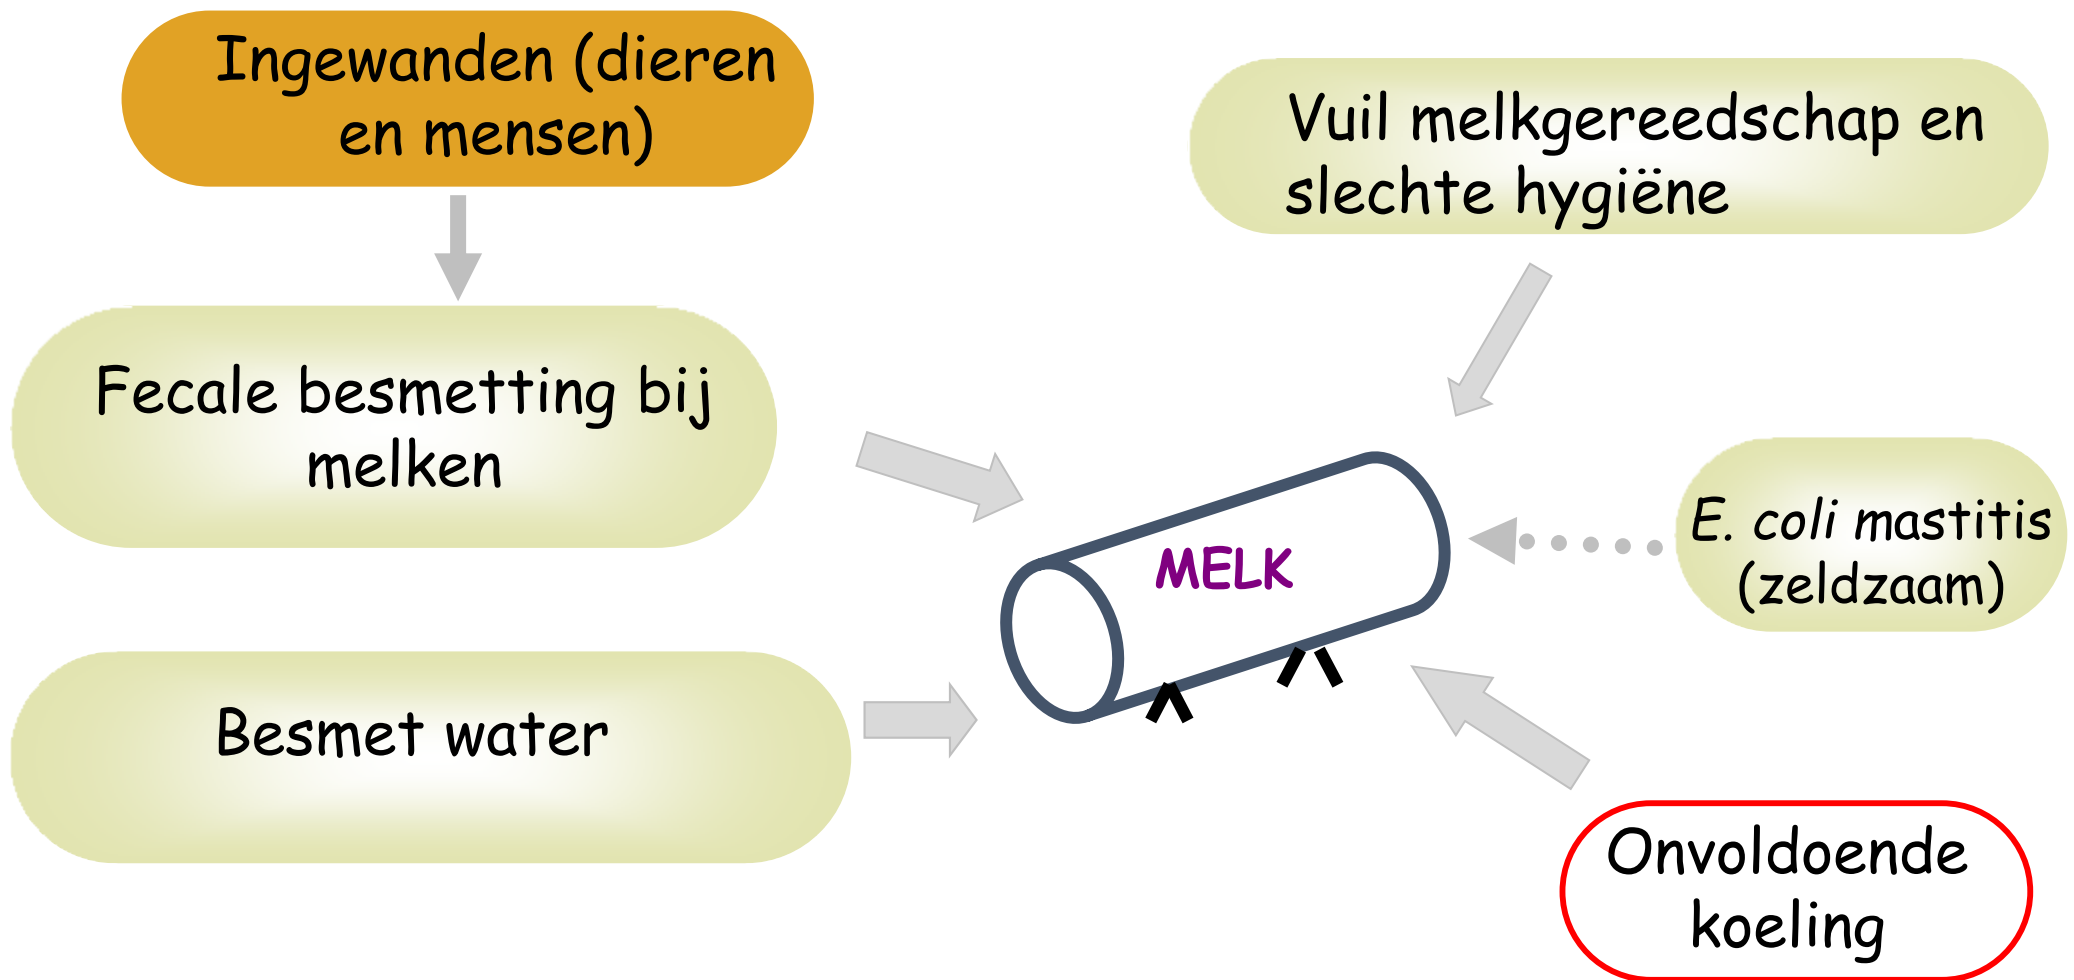 Ingewanden (dieren
en mensen)
Vuil melkgereedschap en
slechte hygiëne
Fecale besmetting bij
melken
E. coli mastitis
(zeldzaam)
MELK
Besmet water
Onvoldoende
koeling